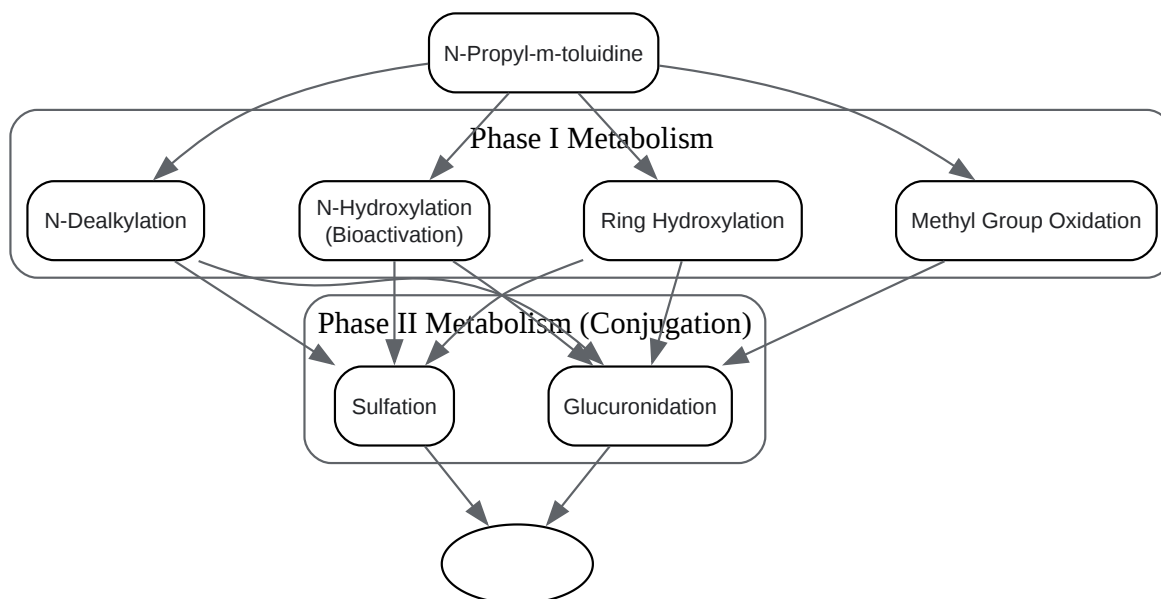 N-Propyl-m-toluidine
Phase I Metabolism
N-Dealkylation
N-Hydroxylation
(Bioactivation)
Ring Hydroxylation
Methyl Group Oxidation
Phase II Metabolism (Conjugation)
Sulfation
Glucuronidation